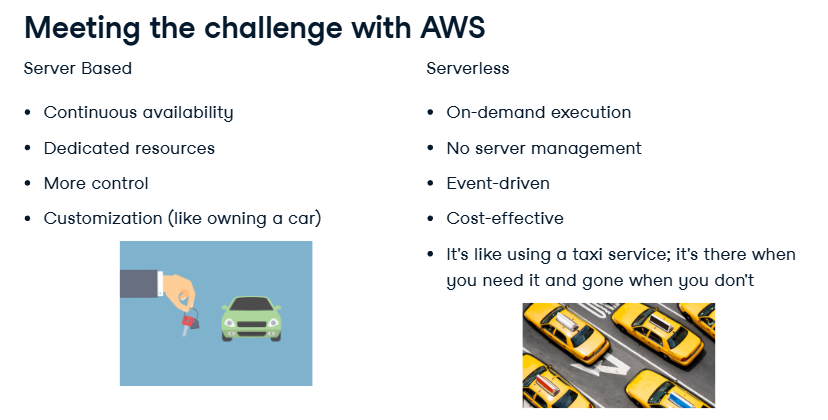 Meeting the challenge with AWS
Server Based
• Continuous availability
• Dedicated resources
• More control
• Customization (like owning a car)
Serverless
• On-demand execution
• No server management
• Event-driven
• Cost-effective
• It's like using a taxi service; it's there when
you need it and gone when you don't